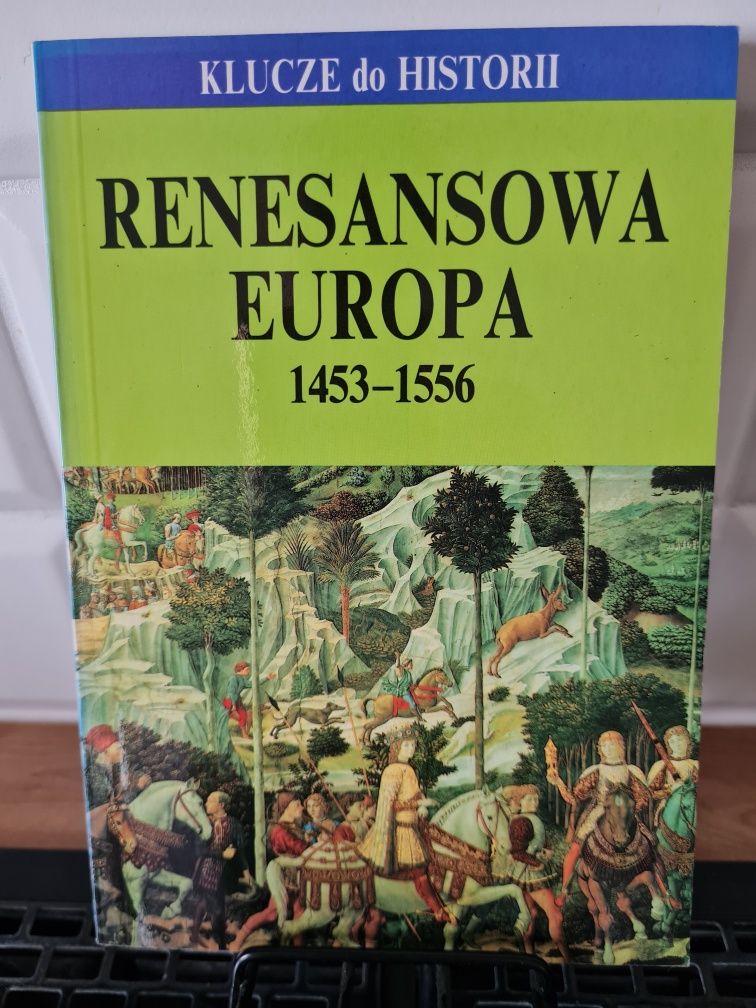 KLUCZE do HISTORII
RENESANSOWA
EUROPA
1453–1556